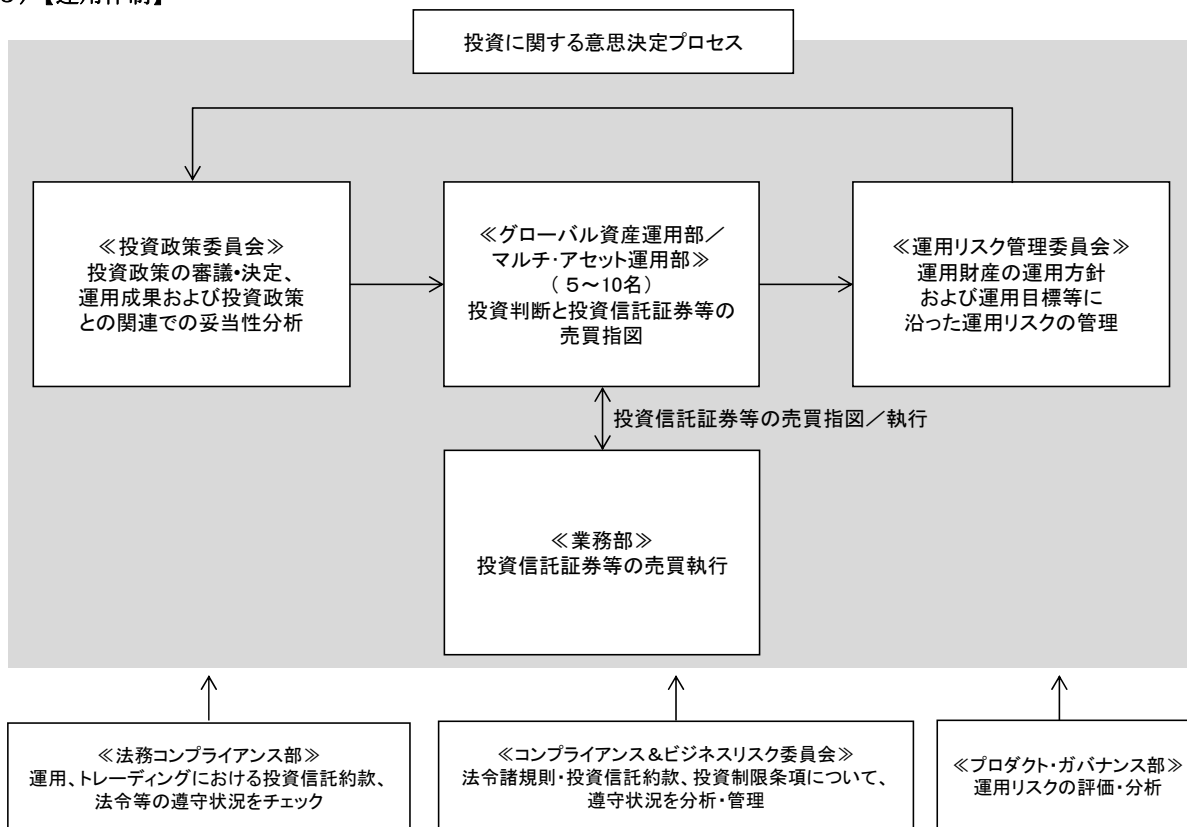 【運用体制】
投資に関する意思決定プロセス
≪投資政策委員会≫
投資政策の審議・決定、
運用成果および投資政策
との関連での妥当性分析
≪グローバル資産運用部／
マルチ・アセット運用部≫
（５～10名）
投資判断と投資信託証券等の
売買指図
≪運用リスク管理委員会≫
運用財産の運用方針
および運用目標等に
沿った運用リスクの管理
投資信託証券等の売買指図／執行
≪業務部≫
投資信託証券等の売買執行
≪法務コンプライアンス部≫
運用、トレーディングにおける投資信託約款、
法令等の遵守状況をチェック
≪コンプライアンス＆ビジネスリスク委員会≫
法令諸規則・投資信託約款、投資制限条項について、
遵守状況を分析・管理
≪プロダクト・ガバナンス部≫
運用リスクの評価・分析